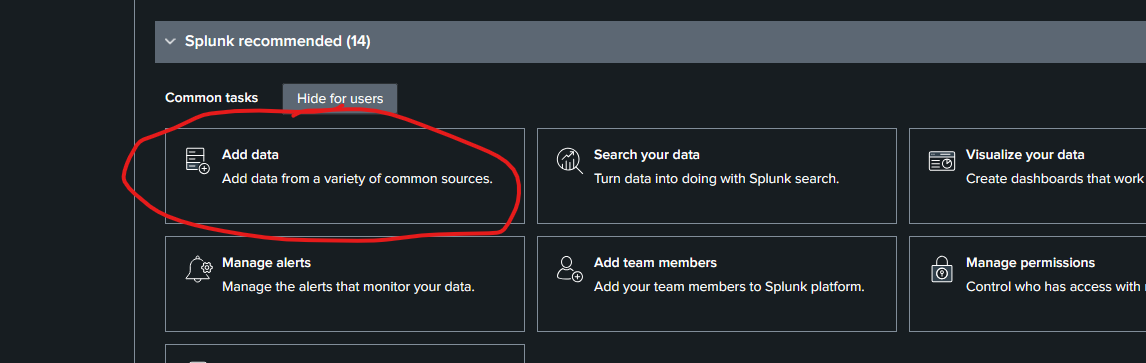 Splunk recommended (14)
Common tasks
Hide for users
Add data
Add data from a variety of common sources.
Search your data
Turn data into doing with Splunk search.
Visualize your data
Create dashboards that work
Manage alerts
Manage the alerts that monitor your data.
Add team members
Add your team members to Splunk platform.
Manage permissions
Control who has access with